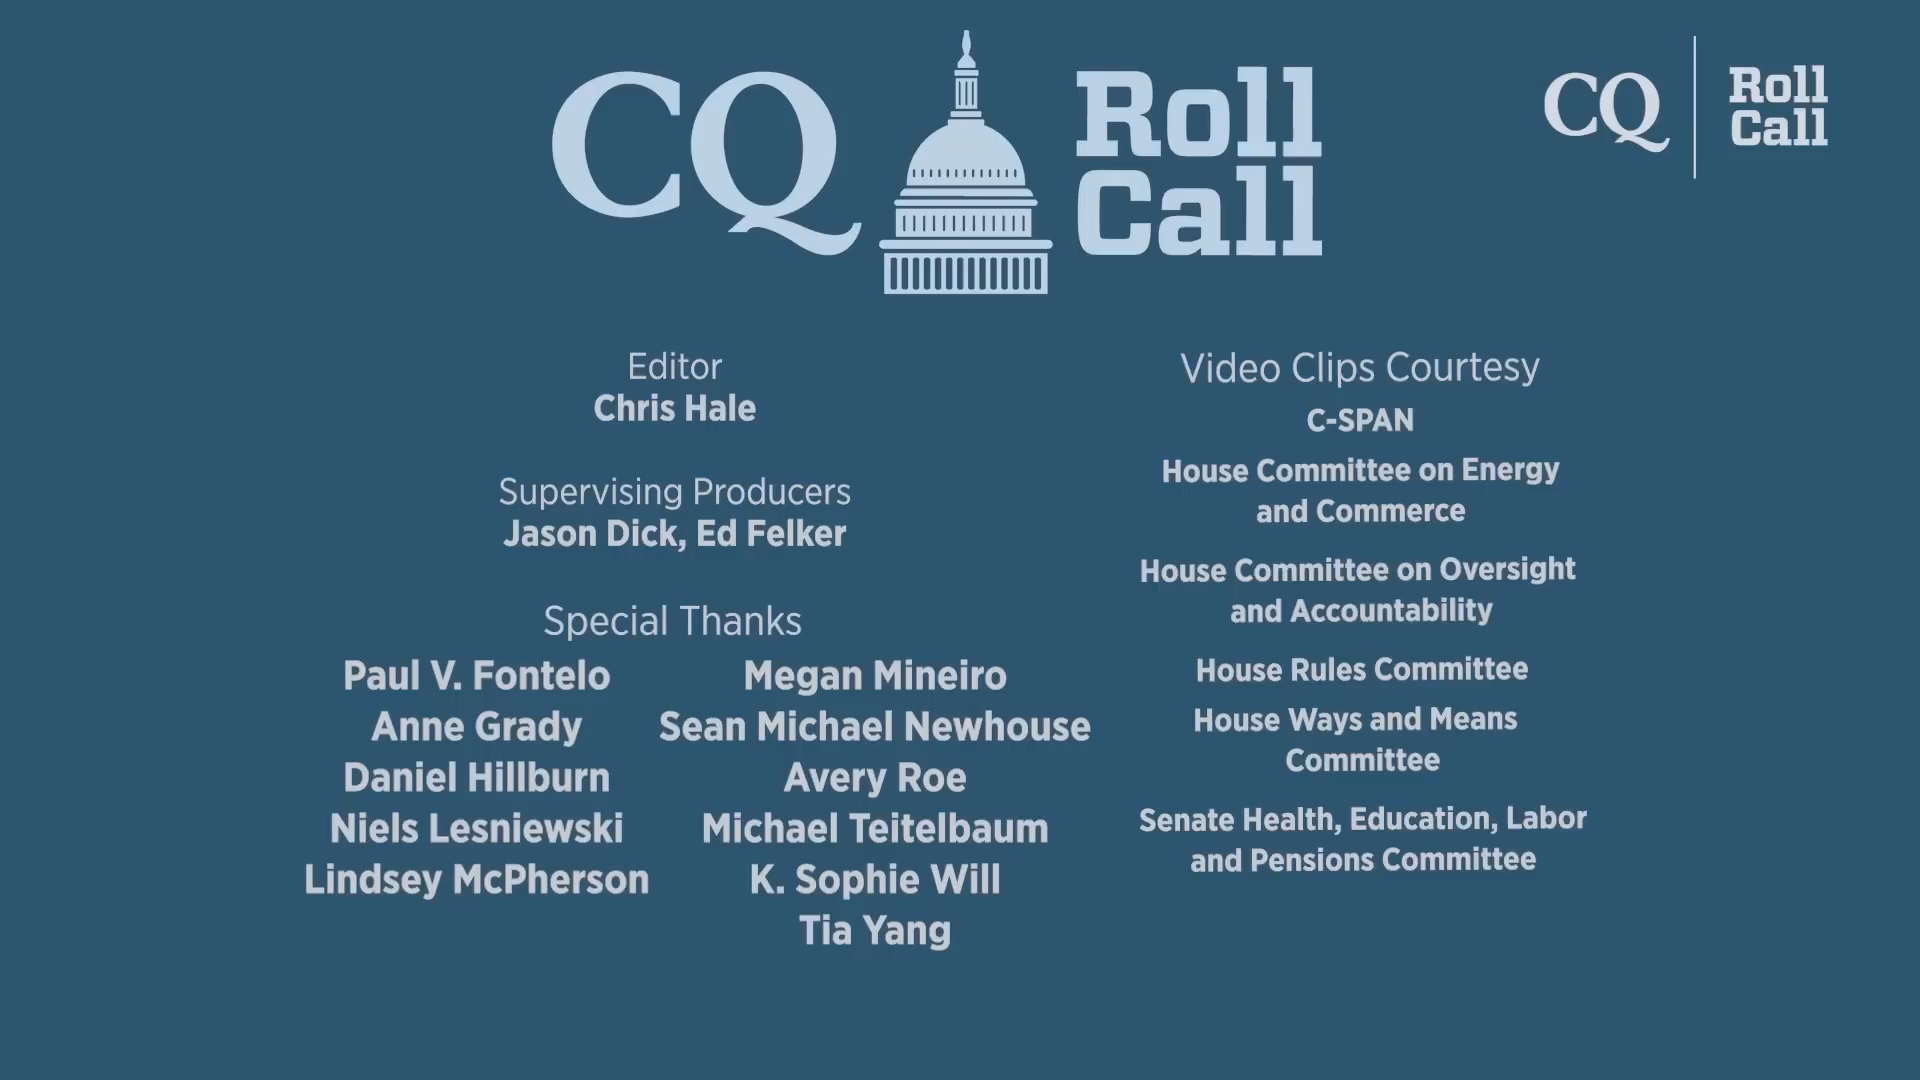 CQ
Roll
Call
CQ
Roll
Call
Editor
Chris Hale
Supervising Producers
Jason Dick, Ed Felker
Special Thanks
Paul V. Fontelo
Anne Grady
Daniel Hillburn
Niels Lesniewski
Lindsey McPherson
Megan Mineiro
Sean Michael Newhouse
Avery Roe
Michael Teitelbaum
K. Sophie Will
Tia Yang
Video Clips Courtesy
C-SPAN
House Committee on Energy
and Commerce
House Committee on Oversight
and Accountability
House Rules Committee
House Ways and Means
Committee
Senate Health, Education, Labor
and Pensions Committee